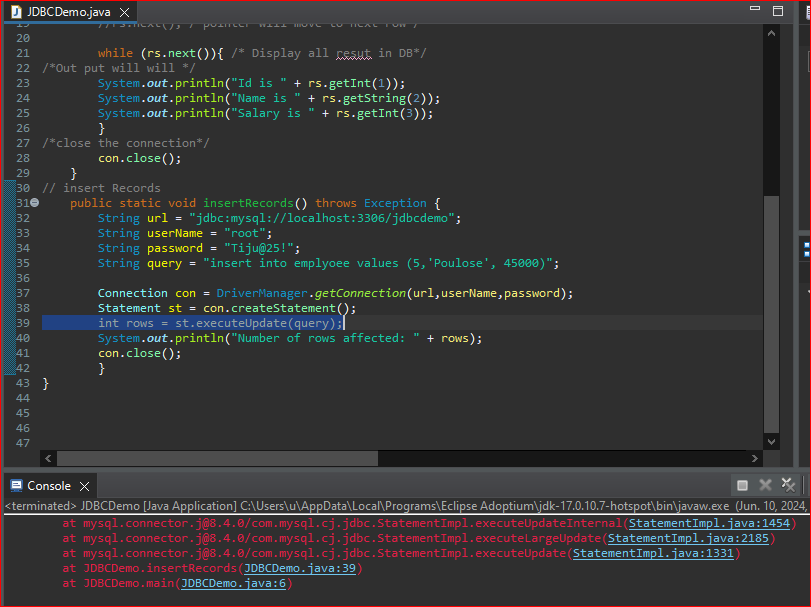 JDBCDemo.java
19 //rs.next(); / pointer will move to next row /
20
21 while (rs.next()){ /* Display all resut in DB*/
22 /*Out put will will */
23 System.out.println("Id is " + rs.getInt(1));
24 System.out.println("Name is " + rs.getString(2));
25 System.out.println("Salary is " + rs.getInt(3));
26 }
27 /*close the connection*/
28 con.close();
29 }
30 // insert Records
31 public static void insertRecords() throws Exception {
32 String url = "jdbc:mysql://localhost:3306/jdbcdemo";
33 String userName = "root";
34 String password = "Tiju@25!";
35 String query = "insert into emplyoee values (5,'Poulose', 45000)";
36
37 Connection con = DriverManager.getConnection(url,userName,password);
38 Statement st = con.createStatement();
39 int rows = st.executeUpdate(query);
40 System.out.println("Number of rows affected: " + rows);
41 con.close();
42 }
43 }
44
45
46
47
Console
<terminated> JDBCDemo [Java Application] C:\Users\u\AppData\Local\Programs\Eclipse Adoptium\jdk-17.0.10.7-hotspot\bin\javaw.exe (Jun. 10, 2024,
at mysql.connector.j@8.4.0/com.mysql.cj.jdbc.StatementImpl.executeUpdateInternal(StatementImpl.java:1454)
at mysql.connector.j@8.4.0/com.mysql.cj.jdbc.StatementImpl.executeLargeUpdate(StatementImpl.java:2185)
at mysql.connector.j@8.4.0/com.mysql.cj.jdbc.StatementImpl.executeUpdate(StatementImpl.java:1331)
at JDBCDemo.insertRecords(JDBCDemo.java:39)
at JDBCDemo.main(JDBCDemo.java:6)